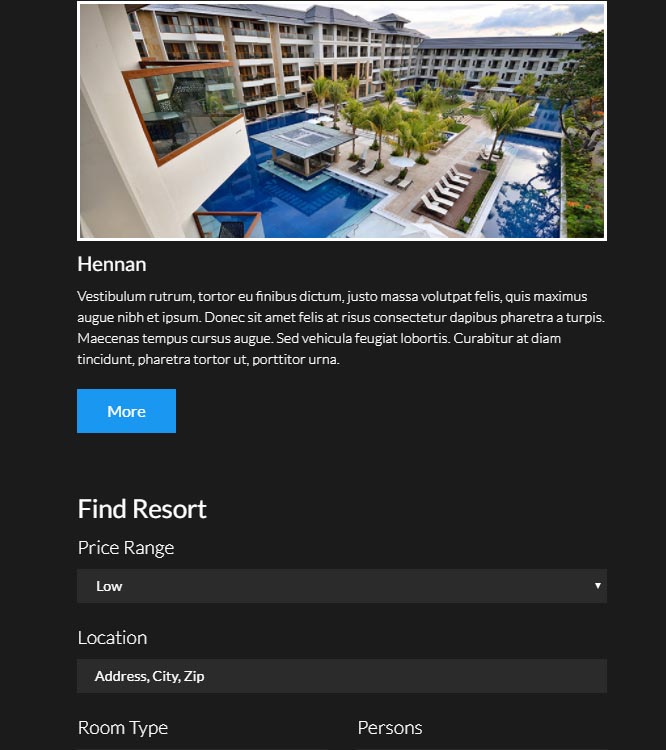 Hennan
Vestibulum rutrum, tortor eu finibus dictum, justo massa volutpat felis, quis maximus
augue nibh et ipsum. Donec sit amet felis at risus consectetur dapibus pharetra a turpis.
Maecenas tempus cursus augue. Sed vehicula feugiat lobortis. Curabitur at diam
tincidunt, pharetra tortor ut, porttitor urna.
More
Find Resort
Price Range
Low
Location
Address, City, Zip
Room Type Persons